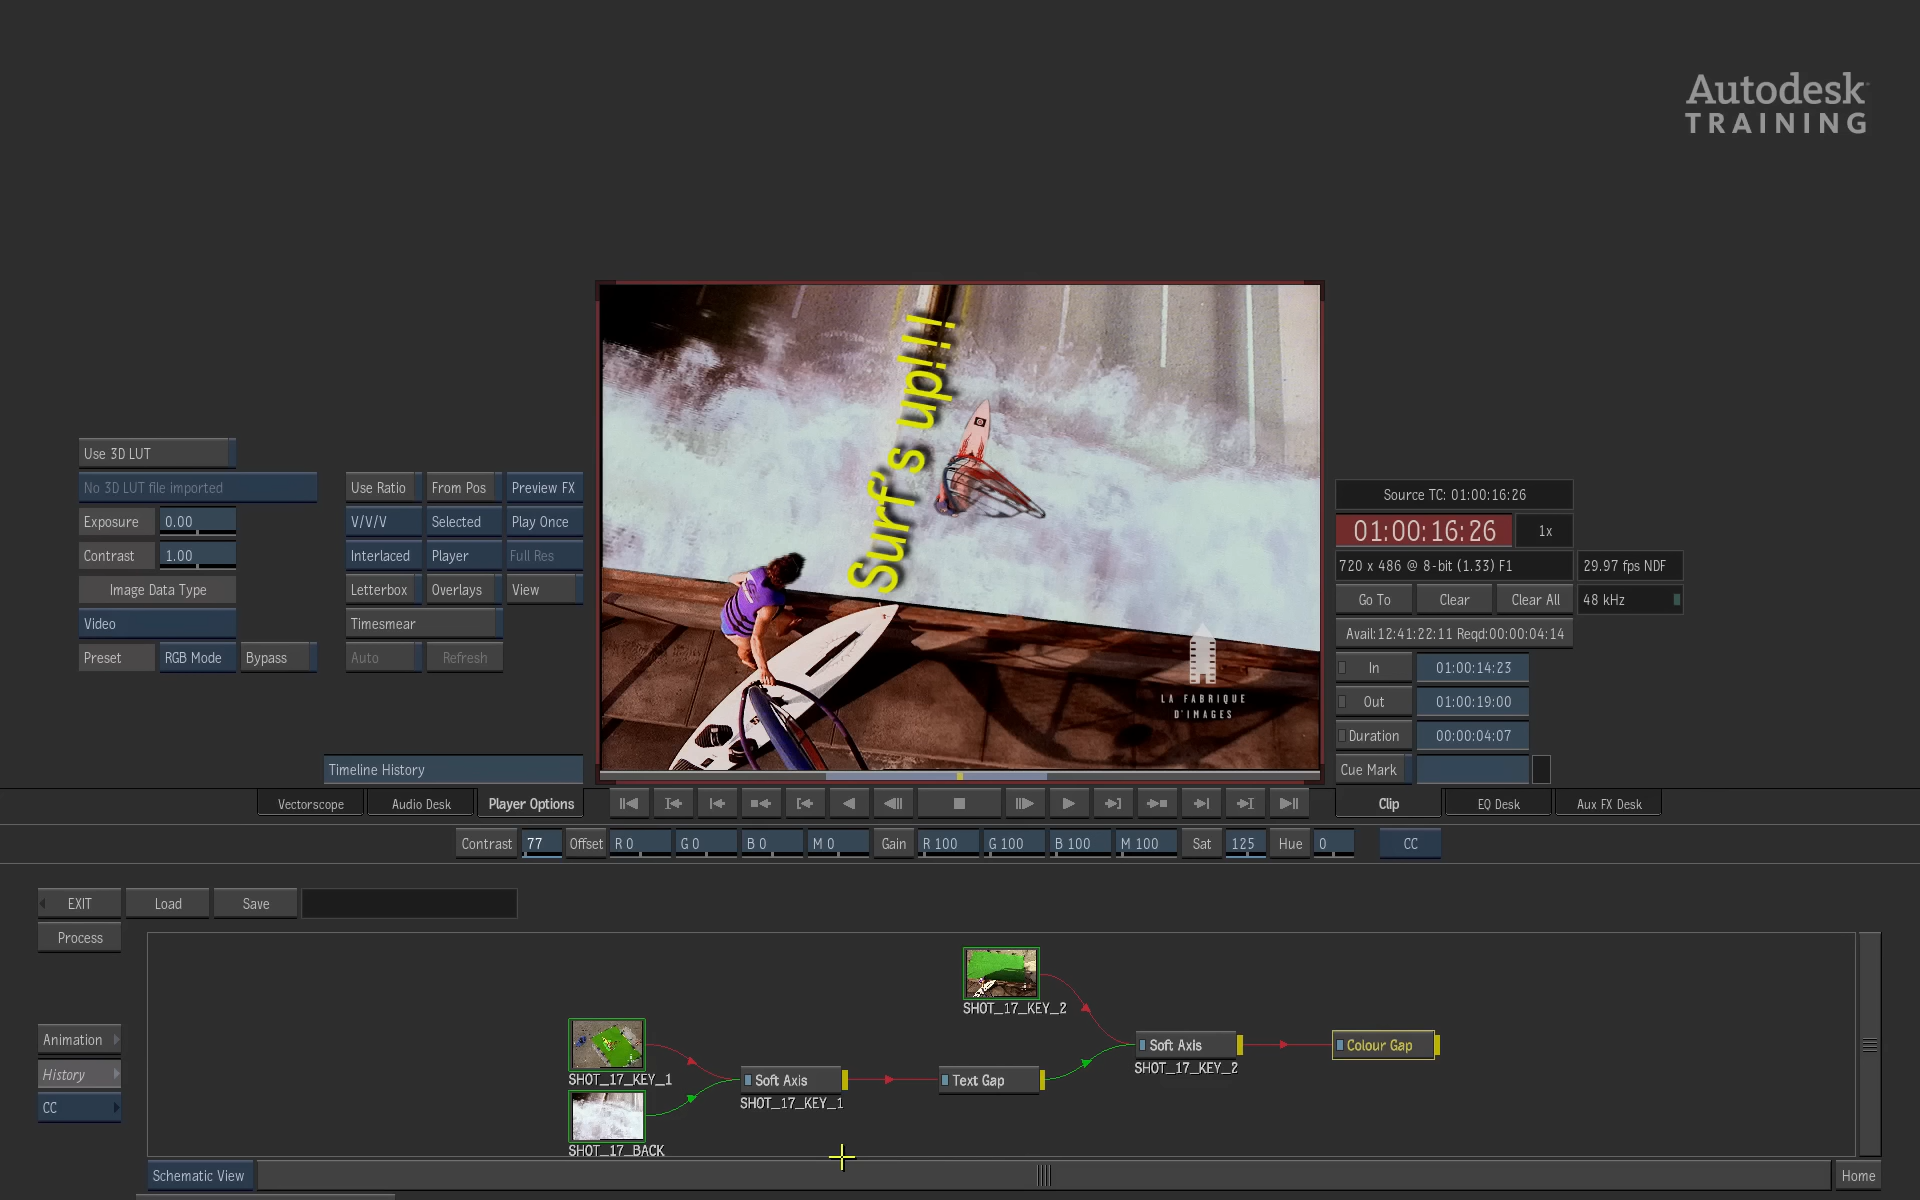 Autodesk
TRAINING
Use 3D LUT
No 3D LUT file imported
Exposure 0.00
Contrast 1.00
Image Data Type
Video
Preset RGB Mode Bypass
Use Ratio From Pos Preview FX
V/V/V Selected Play Once
Interlaced Player Full Res
Letterbox Overlays View
Timesmear
Auto Refresh
Timeline History
Surf's up!!!
LA FABRIQUE
D'IMAGES
Source TC: 01:00:16:26
01:00:16:26 1x
720 x 486 @ 8-bit (1.33) F1 29.97 fps NDF
Go To Clear Clear All 48 kHz
Avail:12:41:22:11 Reqd:00:00:04:14
In 01:00:14:23
Out 01:00:19:00
Duration 00:00:04:07
Cue Mark
Vectorscope Audio Desk Player Options Clip EQ Desk Aux FX Desk
Contrast 77 Offset R 0 G 0 B 0 M 0 Gain R 100 G 100 B 100 M 100 Sat 125 Hue 0 CC
EXIT Load Save
Process
Animation
History
CC
SHOT_17_KEY_2
SHOT_17_KEY_1
SHOT_17_BACK
Soft Axis
SHOT_17_KEY_1
Text Gap
Soft Axis
SHOT_17_KEY_2
Colour Gap
Schematic View Home